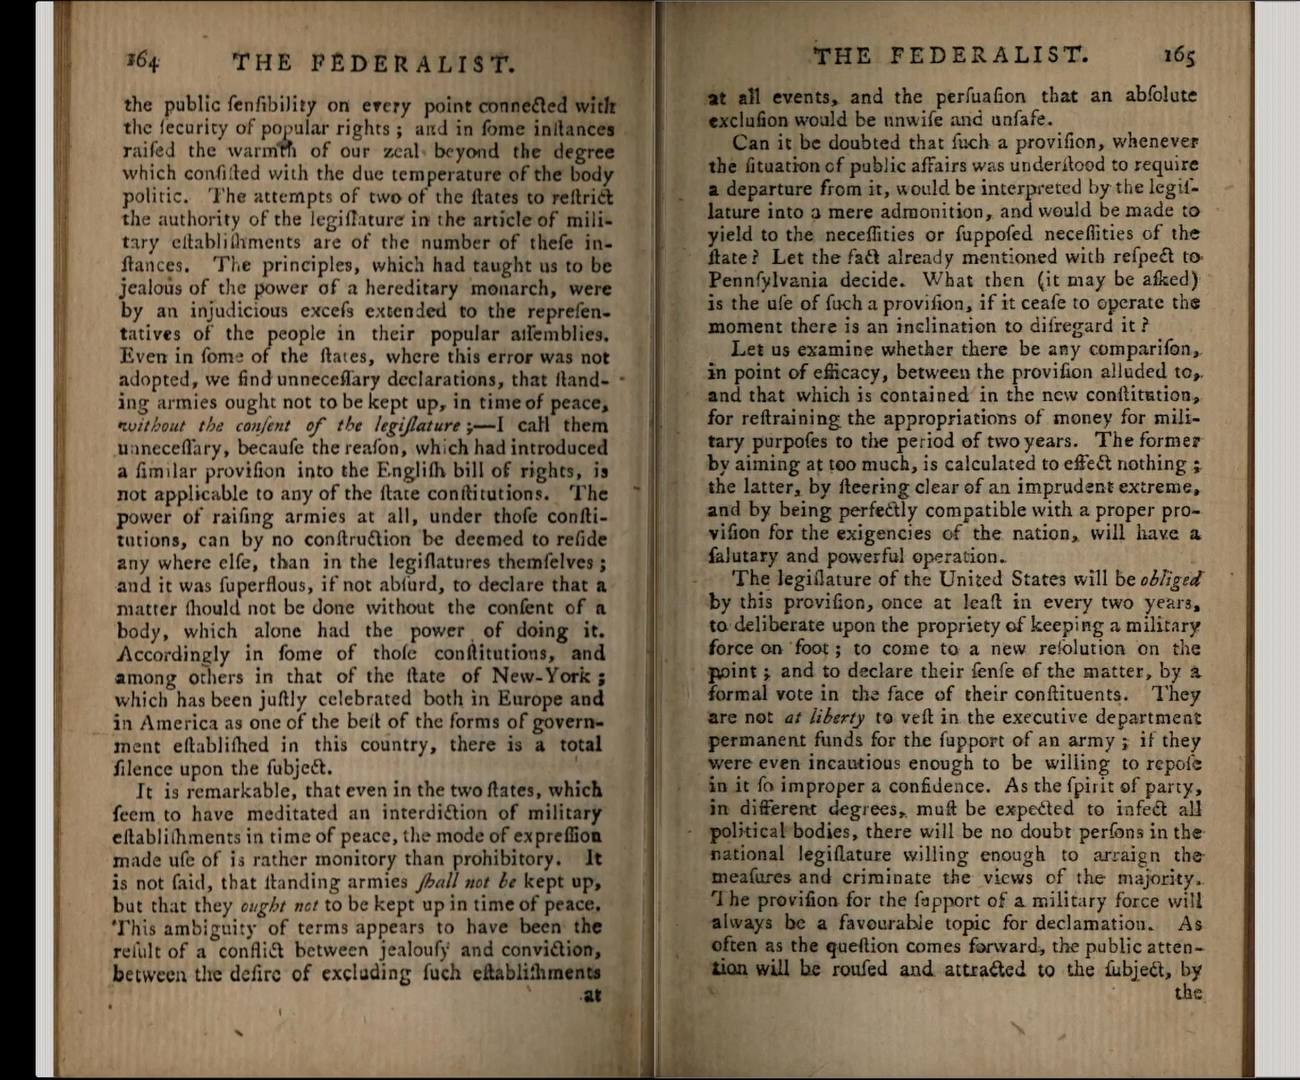 164 THE FEDERALIST.
the public ſenſibility on every point connected with
the ſecurity of popular rights ; and in ſome inſtances
raiſed the warmth of our zeal beyond the degree
which conſiſted with the due temperature of the body
politic. The attempts of two of the ſtates to reſtrict
the authority of the legiſlature in the article of mili-
tary eſtabliſhments are of the number of theſe in-
ſtances. The principles, which had taught us to be
jealous of the power of a hereditary monarch, were
by an injudicious exceſs extended to the repreſen-
tatives of the people in their popular aſſemblies.
Even in ſome of the ſtates, where this error was not
adopted, we find unneceſſary declarations, that ſtand-
ing armies ought not to be kept up, in time of peace,
without the conſent of the legiſlature ;—I call them
unneceſſary, becauſe the reaſon, which had introduced
a ſimilar proviſion into the Engliſh bill of rights, is
not applicable to any of the ſtate conſtitutions. The
power of raiſing armies at all, under thoſe conſti-
tutions, can by no conſtruction be deemed to reſide
any where elſe, than in the legiſlatures themſelves ;
and it was ſuperflous, if not abſurd, to declare that a
matter ſhould not be done without the conſent of a
body, which alone had the power of doing it.
Accordingly in ſome of thoſe conſtitutions, and
among others in that of the ſtate of New-York ;
which has been juſtly celebrated both in Europe and
in America as one of the beſt of the forms of govern-
ment eſtabliſhed in this country, there is a total
ſilence upon the ſubject.
It is remarkable, that even in the two ſtates, which
ſeem to have meditated an interdiction of military
eſtabliſhments in time of peace, the mode of expreſſion
made uſe of is rather monitory than prohibitory. It
is not ſaid, that ſtanding armies ſhall not be kept up,
but that they ought not to be kept up in time of peace.
This ambiguity of terms appears to have been the
reſult of a conflict between jealouſy and conviction,
between the deſire of excluding ſuch eſtabliſhments
at
THE FEDERALIST. 165
at all events, and the perſuaſion that an abſolute
excluſion would be unwiſe and unſafe.
Can it be doubted that ſuch a proviſion, whenever
the ſituation of public affairs was underſtood to require
a departure from it, would be interpreted by the legiſ-
lature into a mere admonition, and would be made to
yield to the neceſſities or ſuppoſed neceſſities of the
ſtate ? Let the fact already mentioned with reſpect to
Pennſylvania decide. What then (it may be aſked)
is the uſe of ſuch a proviſion, if it ceaſe to operate the
moment there is an inclination to diſregard it ?
Let us examine whether there be any compariſon,
in point of efficacy, between the proviſion alluded to,
and that which is contained in the new conſtitution,
for reſtraining the appropriations of money for mili-
tary purpoſes to the period of two years. The former
by aiming at too much, is calculated to effect nothing ;
the latter, by ſteering clear of an imprudent extreme,
and by being perfectly compatible with a proper pro-
viſion for the exigencies of the nation, will have a
ſalutary and powerful operation.
The legiſlature of the United States will be obliged
by this proviſion, once at leaſt in every two years,
to deliberate upon the propriety of keeping a military
force on foot ; to come to a new reſolution on the
point ; and to declare their ſenſe of the matter, by a
formal vote in the face of their conſtituents. They
are not at liberty to veſt in the executive department
permanent funds for the ſupport of an army ; if they
were even incautious enough to be willing to repoſe
in it ſo improper a confidence. As the ſpirit of party,
in different degrees, muſt be expected to infect all
political bodies, there will be no doubt perſons in the
national legiſlature willing enough to arraign the
meaſures and criminate the views of the majority.
The proviſion for the ſupport of a military force will
always be a favourable topic for declamation. As
often as the queſtion comes forward, the public atten-
tion will be rouſed and attracted to the ſubject, by
the